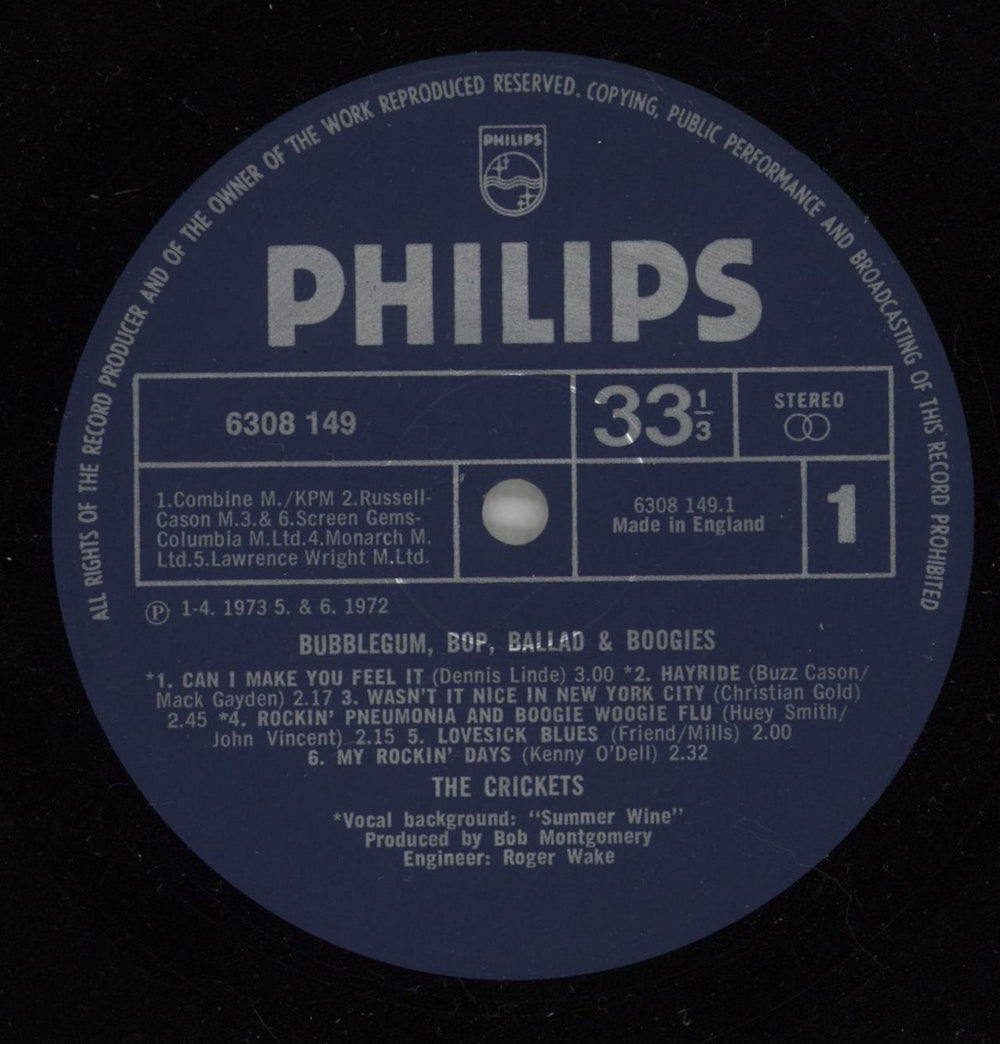 ALL RIGHTS OF THE RECORD PRODUCER AND OF THE OWNER OF THE WORK REPRODUCED RESERVED. COPYING, PUBLIC PERFORMANCE AND BROADCASTING OF THIS RECORD PROHIBITED
PHILIPS
PHILIPS
6308 149
33 1/3
STEREO
1.Combine M./KPM 2.Russell-
Cason M.3.& 6.Screen Gems-
Columbia M.Ltd.4.Monarch M.
Ltd.5.Lawrence Wright M.Ltd.
6308 149.1
Made in England
1
Ⓟ 1-4. 1973 5. & 6. 1972
BUBBLEGUM, BOP, BALLAD & BOOGIES
*1. CAN I MAKE YOU FEEL IT (Dennis Linde) 3.00 *2. HAYRIDE (Buzz Cason/
Mack Gayden) 2.17 3. WASN'T IT NICE IN NEW YORK CITY (Christian Gold)
2.45 *4. ROCKIN' PNEUMONIA AND BOOGIE WOOGIE FLU (Huey Smith/
John Vincent) 2.15 5. LOVESICK BLUES (Friend/Mills) 2.00
6. MY ROCKIN' DAYS (Kenny O'Dell) 2.32
THE CRICKETS
*Vocal background: "Summer Wine"
Produced by Bob Montgomery
Engineer: Roger Wake